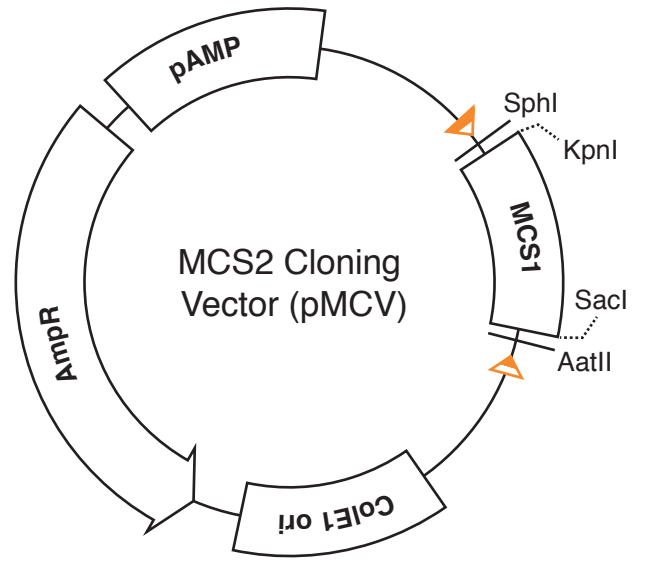 pAMP
SphI
KpnI
MCS1
MCS2 Cloning
Vector (pMCV)
SacI
AatII
AmpR
ColE1 ori